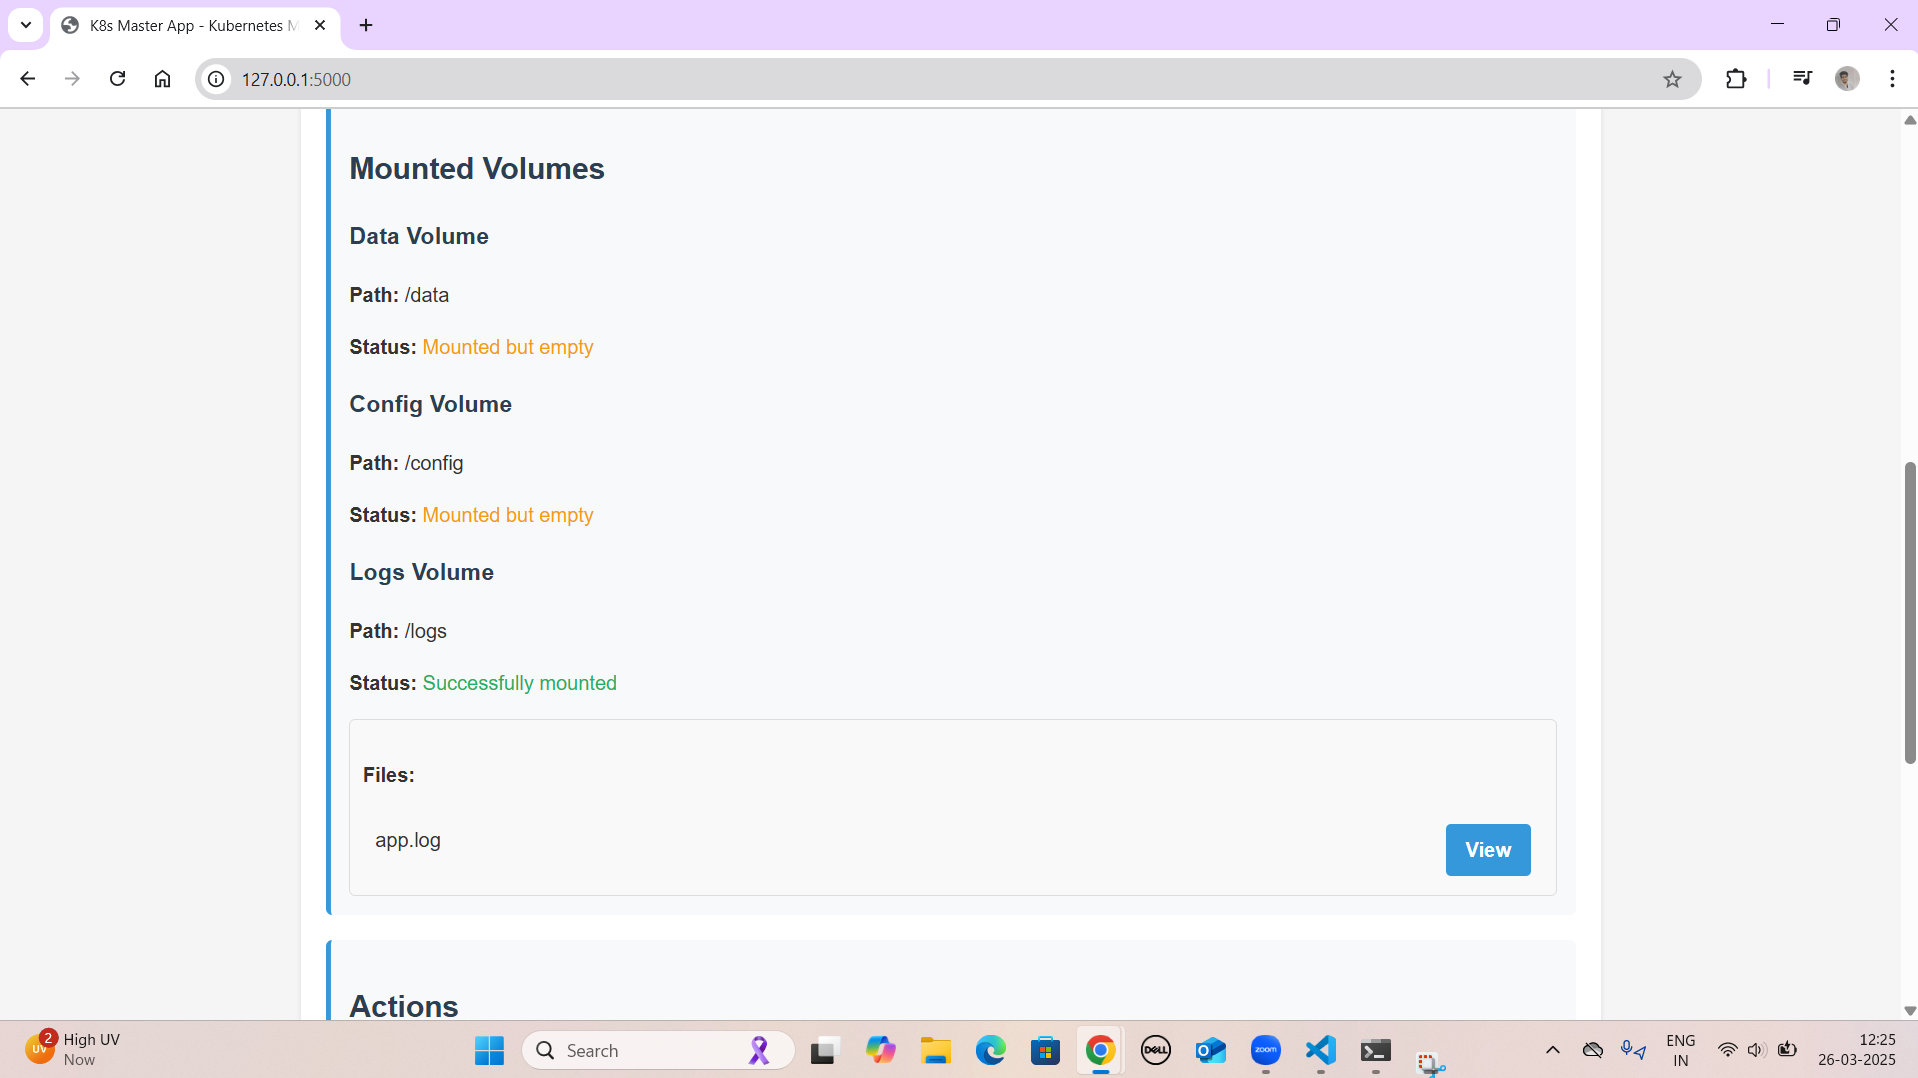 K8s Master App - Kubernetes M
127.0.0.1:5000
Mounted Volumes
Data Volume
Path: /data
Status: Mounted but empty
Config Volume
Path: /config
Status: Mounted but empty
Logs Volume
Path: /logs
Status: Successfully mounted
Files:
app.log
View
Actions
2
UV
High UV
Now
Search
DELL
zoom
ENG
IN
12:25
26-03-2025